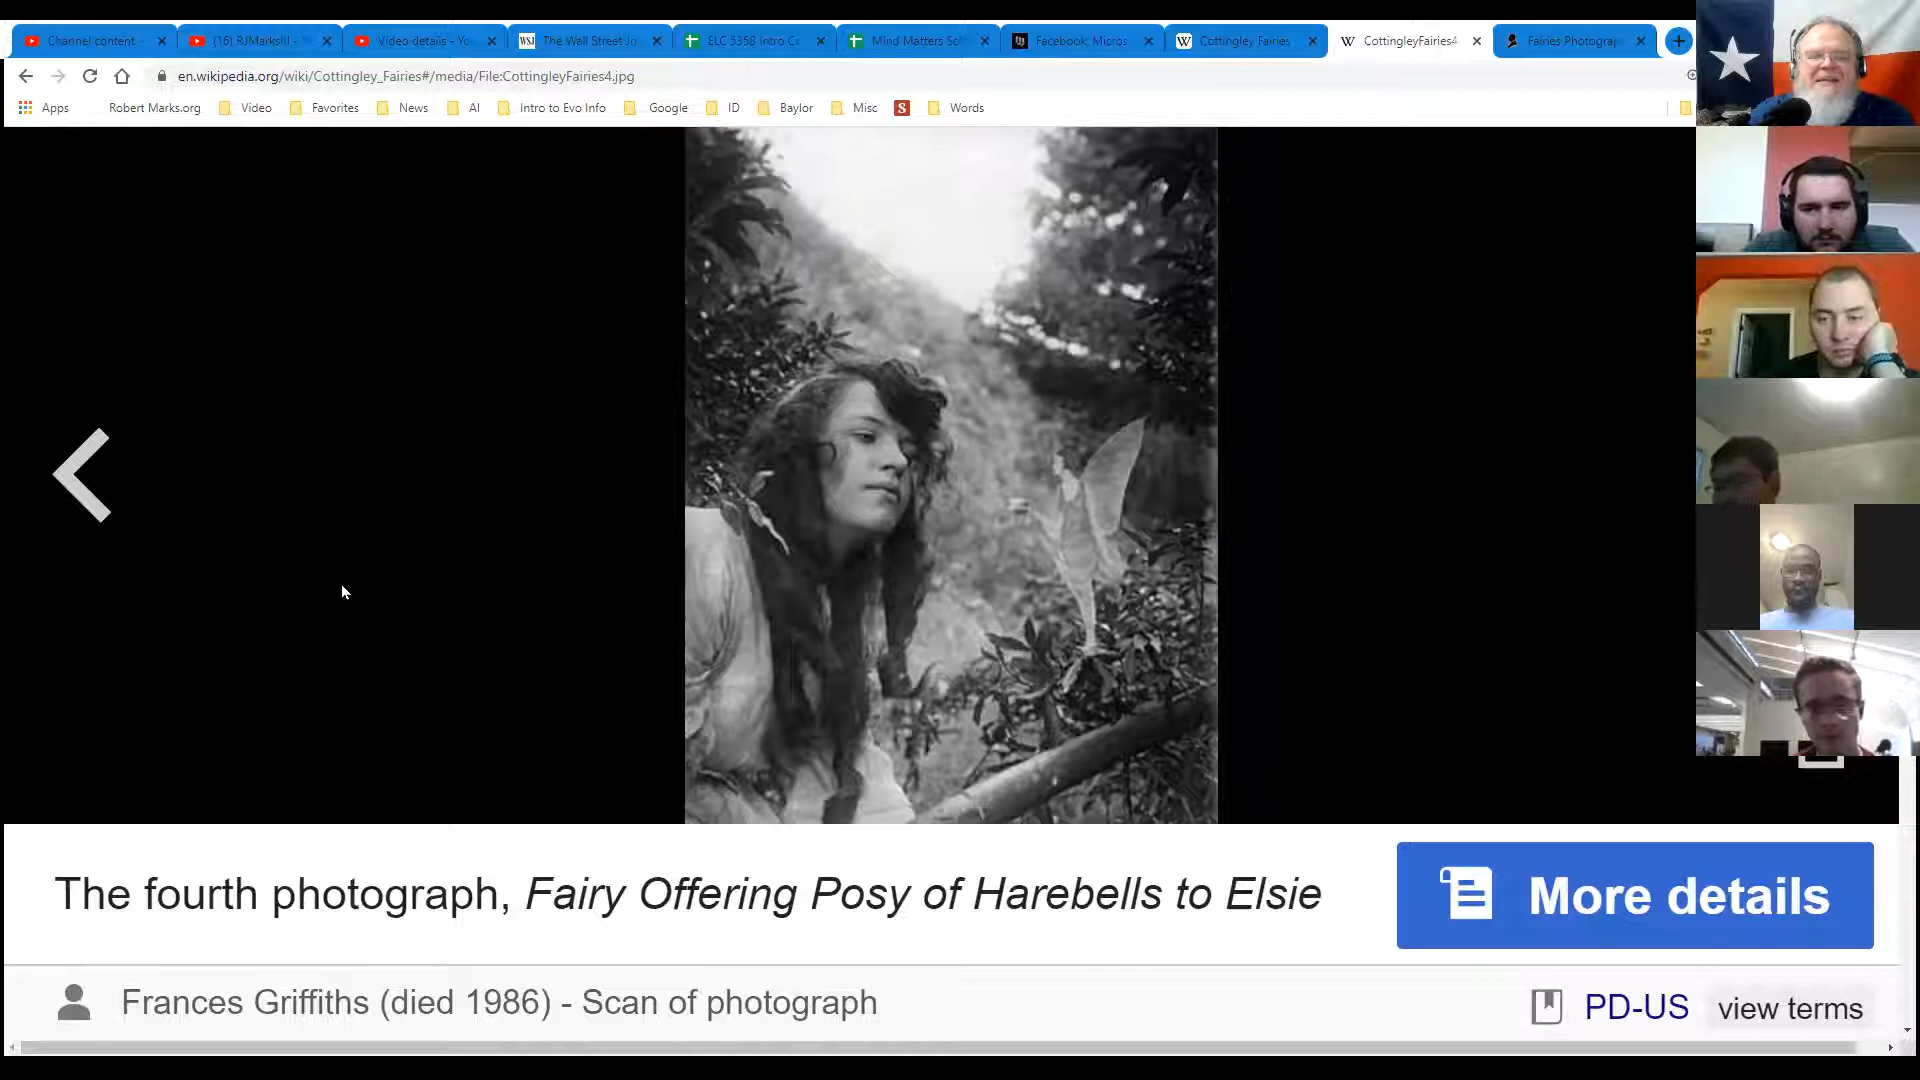 Channel content
(16) RJMarksIII -
Video details - Yo
WSJ
The Wall Street Jo
ELC 3358 Intro Co
Mind Matters So
Facebook, Micros
W
Cottingley Fairies
W
CottingleyFairies4
Fairies Photograp
en.wikipedia.org/wiki/Cottingley_Fairies#/media/File:CottingleyFairies4.jpg
Apps
Robert Marks.org
Video
Favorites
News
AI
Intro to Evo Info
Google
ID
Baylor
Misc
S
Words
The fourth photograph, Fairy Offering Posy of Harebells to Elsie
More details
Frances Griffiths (died 1986) - Scan of photograph
PD-US
view terms